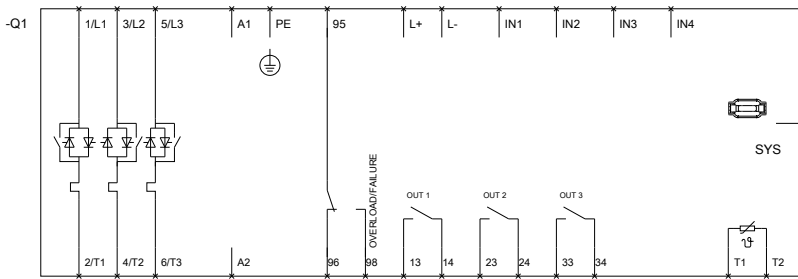 -Q1
1/L1 3/L2 5/L3 A1 PE 95 L+ L- IN1 IN2 IN3 IN4
SYS
OVERLOAD/FAILURE
OUT 1 OUT 2 OUT 3
ϑ
2/T1 4/T2 6/T3 A2 96 98 13 14 23 24 33 34 T1 T2